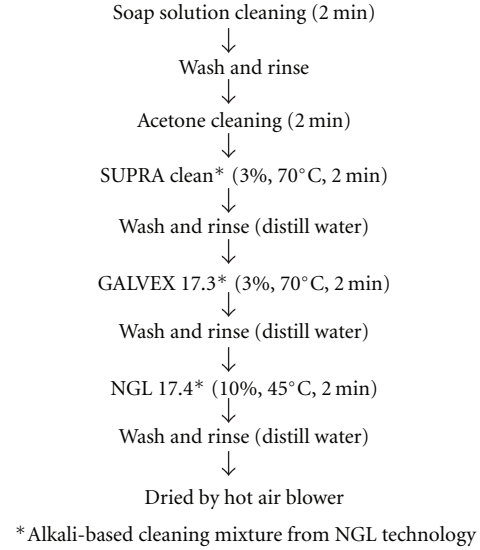 Soap solution cleaning (2 min)
Wash and rinse
Acetone cleaning (2 min)
SUPRA clean* (3%, 70°C, 2 min)
Wash and rinse (distill water)
GALVEX 17.3* (3%, 70°C, 2 min)
Wash and rinse (distill water)
NGL 17.4* (10%, 45°C, 2 min)
Wash and rinse (distill water)
Dried by hot air blower
*Alkali-based cleaning mixture from NGL technology